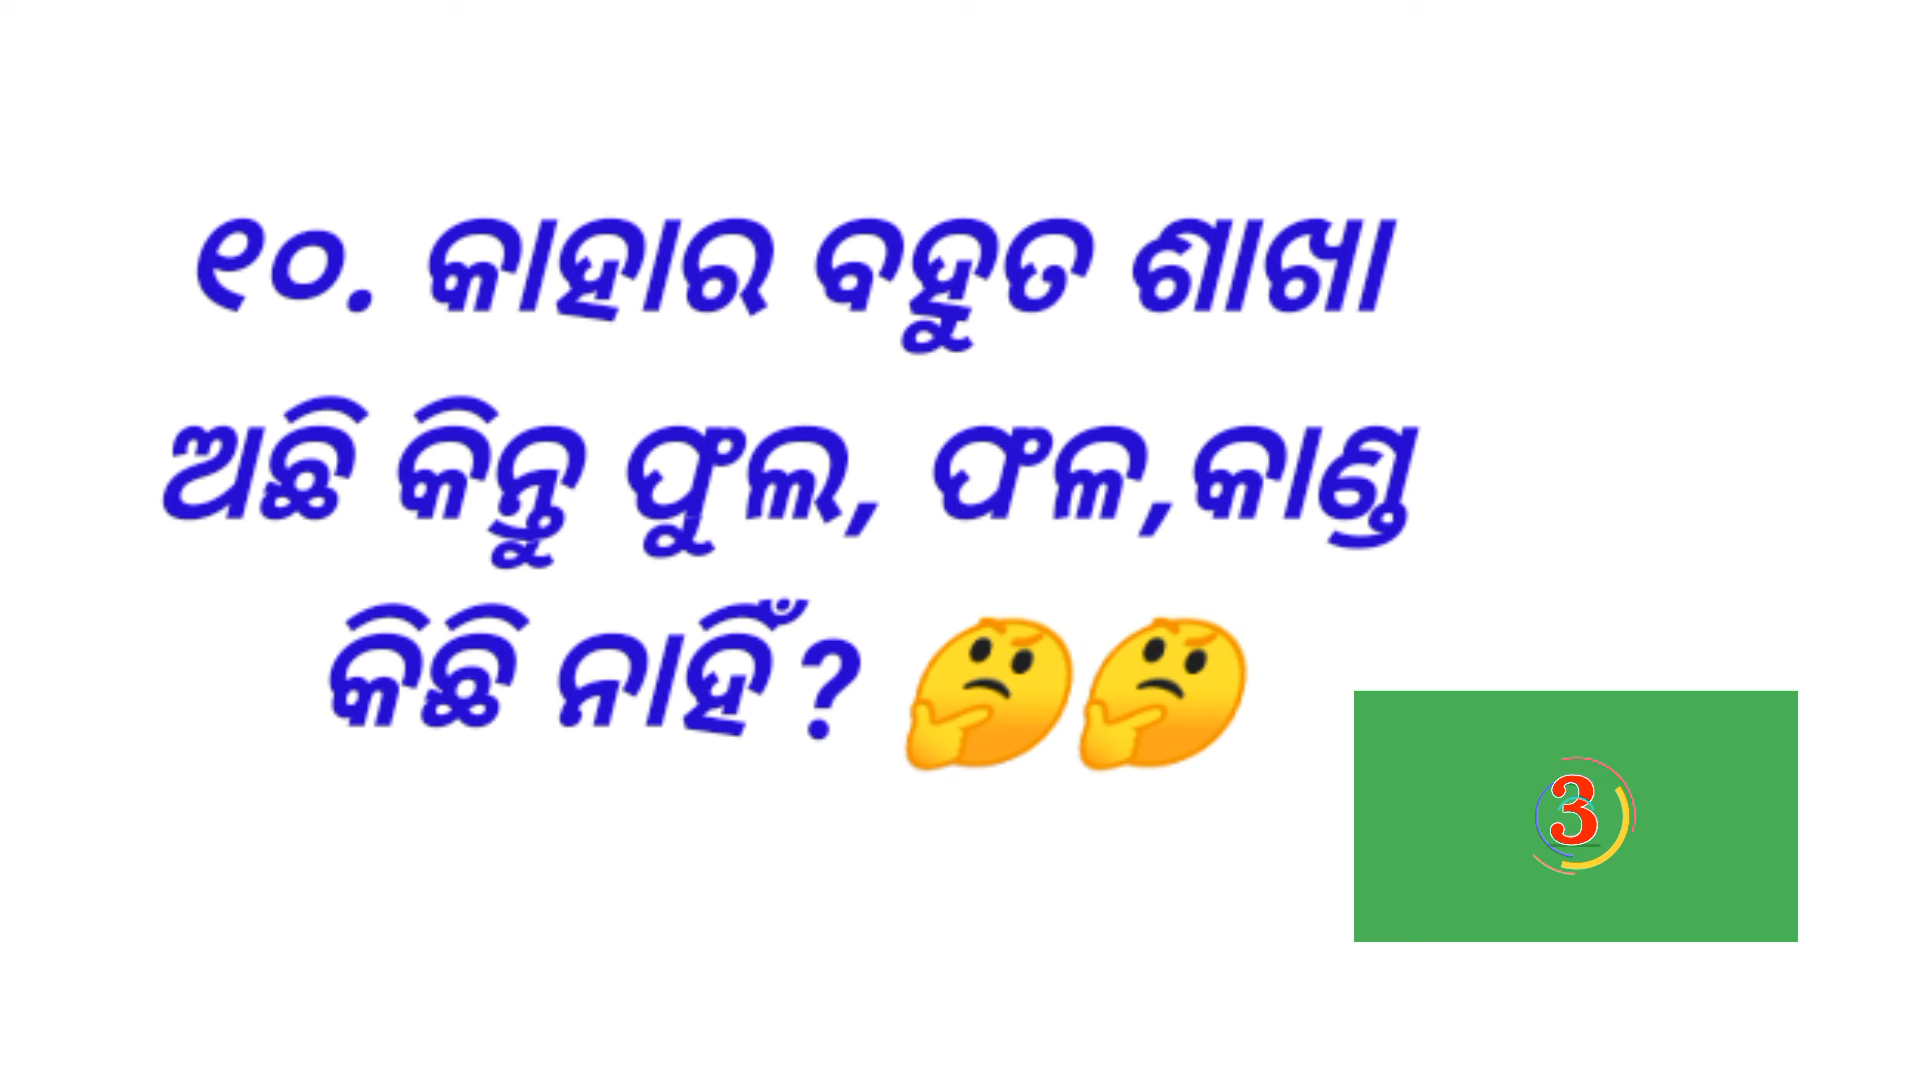 ୧୦. କାହାର ବହୁତ ଶାଖା
ଅଛି କିନ୍ତୁ ଫୁଲ, ଫଳ,କାଣ୍ଡ
କିଛି ନାହିଁ ? 🤔🤔
3